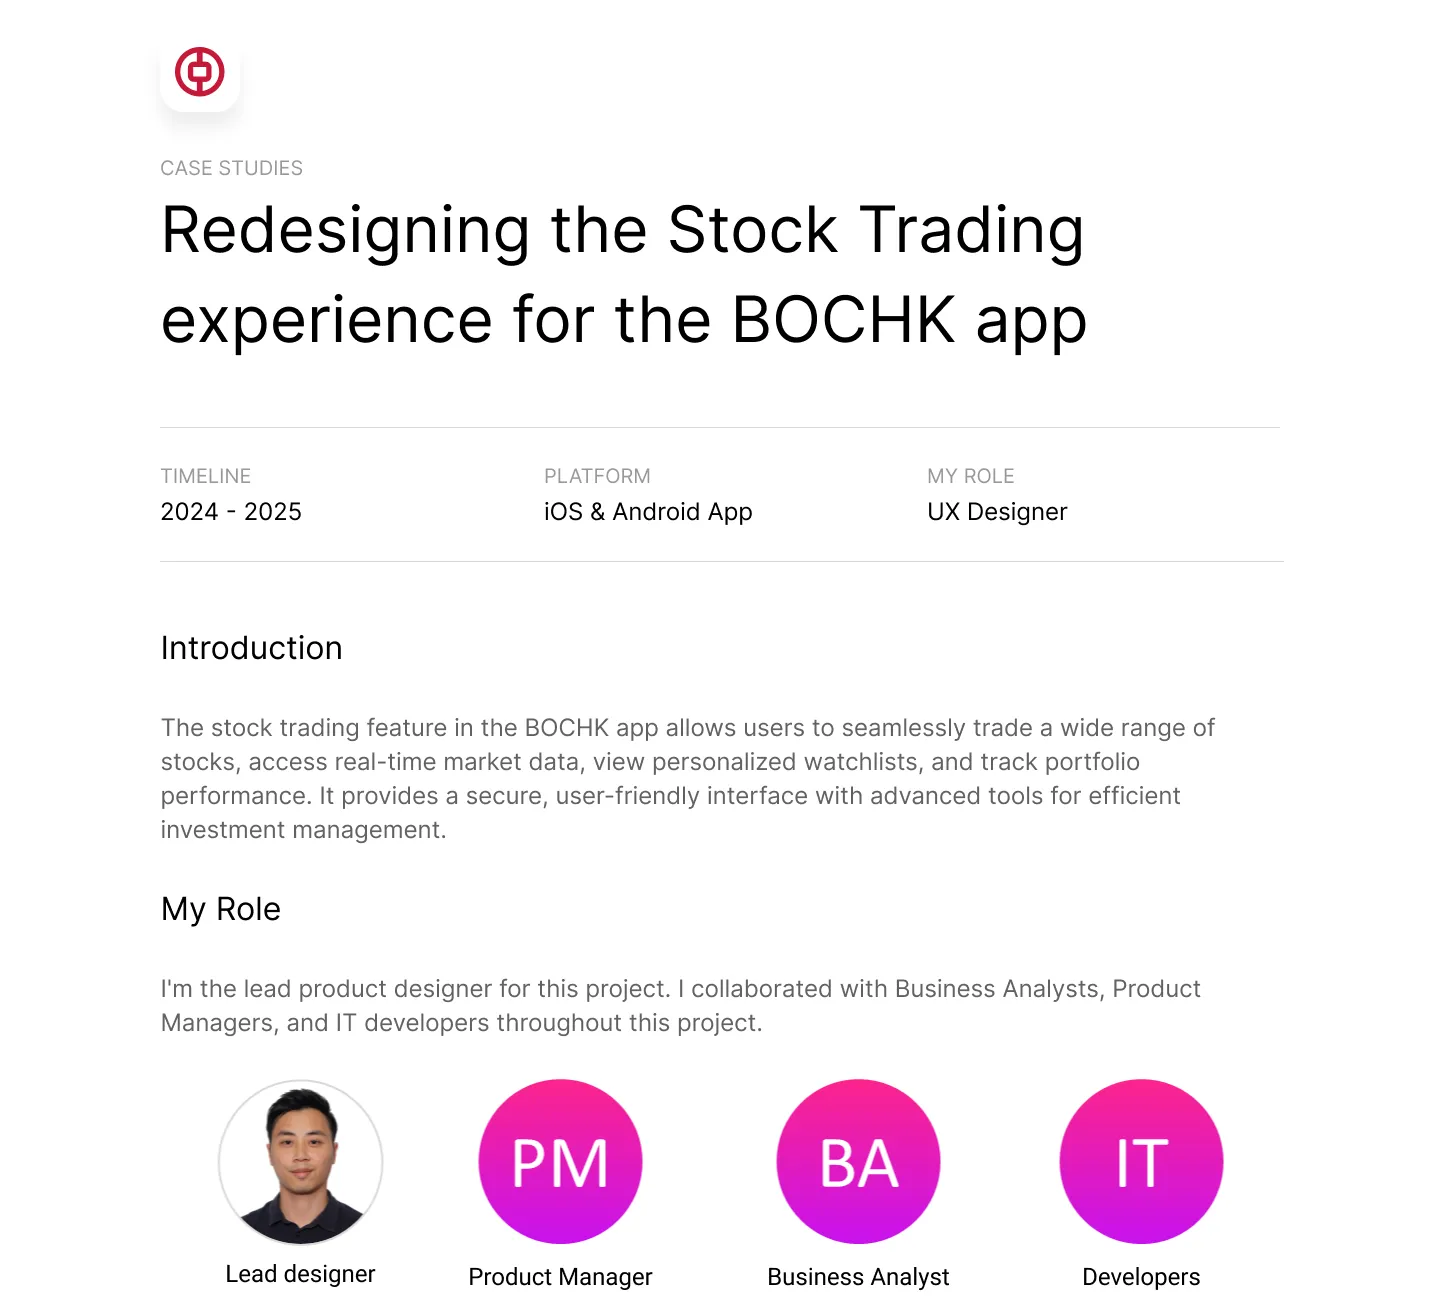 CASE STUDIES
Redesigning the Stock Trading
experience for the BOCHK app
TIMELINE
2024 - 2025
PLATFORM
iOS & Android App
MY ROLE
UX Designer
Introduction
The stock trading feature in the BOCHK app allows users to seamlessly trade a wide range of
stocks, access real-time market data, view personalized watchlists, and track portfolio
performance. It provides a secure, user-friendly interface with advanced tools for efficient
investment management.
My Role
I'm the lead product designer for this project. I collaborated with Business Analysts, Product
Managers, and IT developers throughout this project.
PM
BA
IT
Lead designer
Product Manager
Business Analyst
Developers